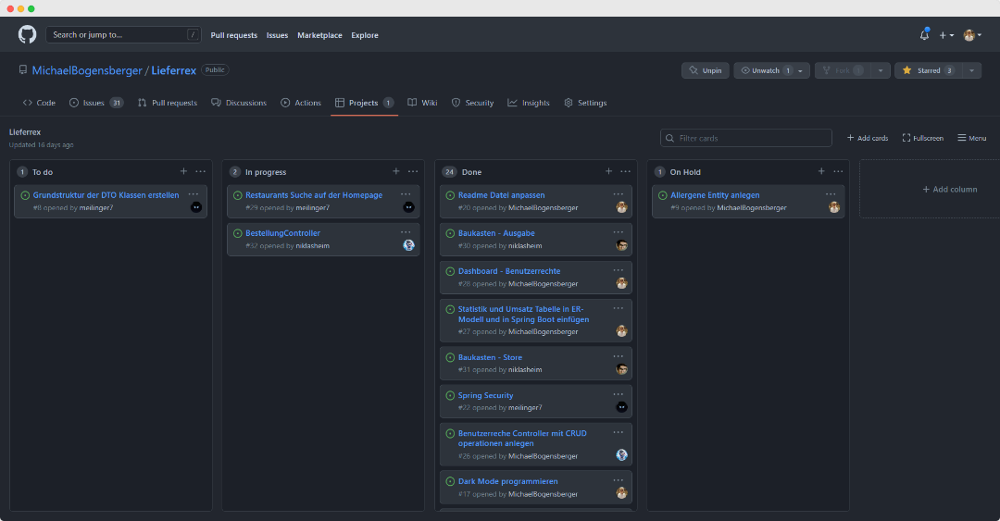 Search or jump to...
/
Pull requests
Issues
Marketplace
Explore
MichaelBogensberger / Lieferrex
Public
Unpin
Unwatch 1
Fork
Starred 3
Code
Issues 31
Pull requests
Discussions
Actions
Projects 1
Wiki
Security
Insights
Settings
Lieferrex
Updated 16 days ago
Filter cards
+ Add cards
Fullscreen
Menu
1 To do
Grundstruktur der DTO Klassen erstellen
#8 opened by meilinger7
2 In progress
Restaurants Suche auf der Homepage
#29 opened by meilinger7
BestellungController
#32 opened by niklasheim
24 Done
Readme Datei anpassen
#20 opened by MichaelBogensberger
Baukasten - Ausgabe
#30 opened by niklasheim
Dashboard - Benutzerrechte
#28 opened by MichaelBogensberger
Statistik und Umsatz Tabelle in ER-
Modell und in Spring Boot einfügen
#27 opened by MichaelBogensberger
Baukasten - Store
#31 opened by niklasheim
Spring Security
#22 opened by meilinger7
Benutzerreche Controller mit CRUD
operationen anlegen
#26 opened by MichaelBogensberger
Dark Mode programmieren
#17 opened by MichaelBogensberger
1 On Hold
Allergene Entity anlegen
#9 opened by MichaelBogensberger
+ Add column